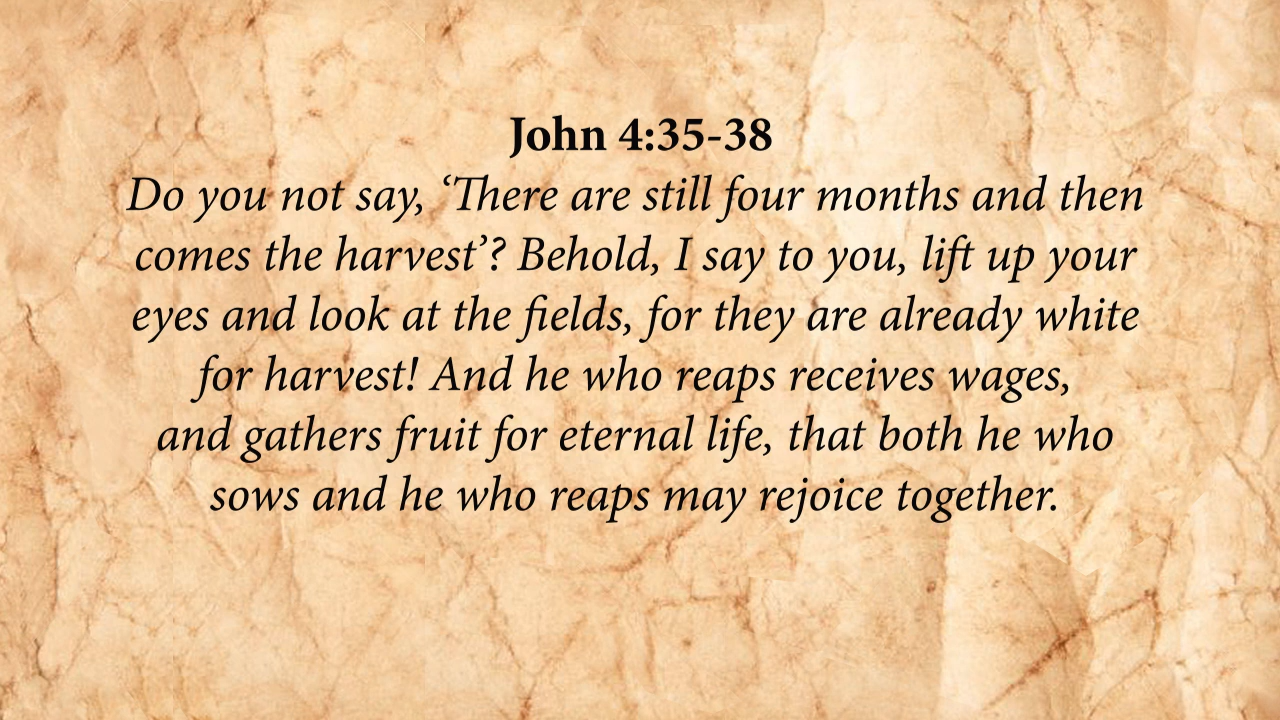 John 4:35-38
Do you not say, ‘There are still four months and then
comes the harvest’? Behold, I say to you, lift up your
eyes and look at the fields, for they are already white
for harvest! And he who reaps receives wages,
and gathers fruit for eternal life, that both he who
sows and he who reaps may rejoice together.